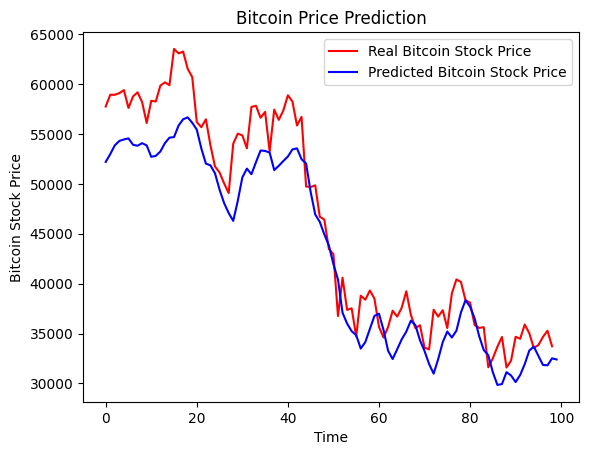 Bitcoin Price Prediction
Real Bitcoin Stock Price
Predicted Bitcoin Stock Price
Bitcoin Stock Price
65000
60000
55000
50000
45000
40000
35000
30000
0 20 40 60 80 100
Time